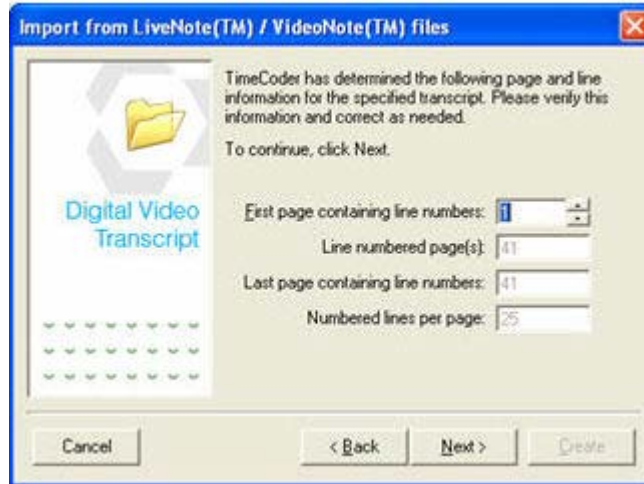 Import from LiveNote(TM) / VideoNote(TM) files
TimeCoder has determined the following page and line
information for the specified transcript. Please verify this
information and correct as needed.
To continue, click Next.
Digital Video
Transcript
First page containing line numbers: 1
Line numbered page(s): 41
Last page containing line numbers: 41
Numbered lines per page: 25
Cancel
< Back
Next >
Create